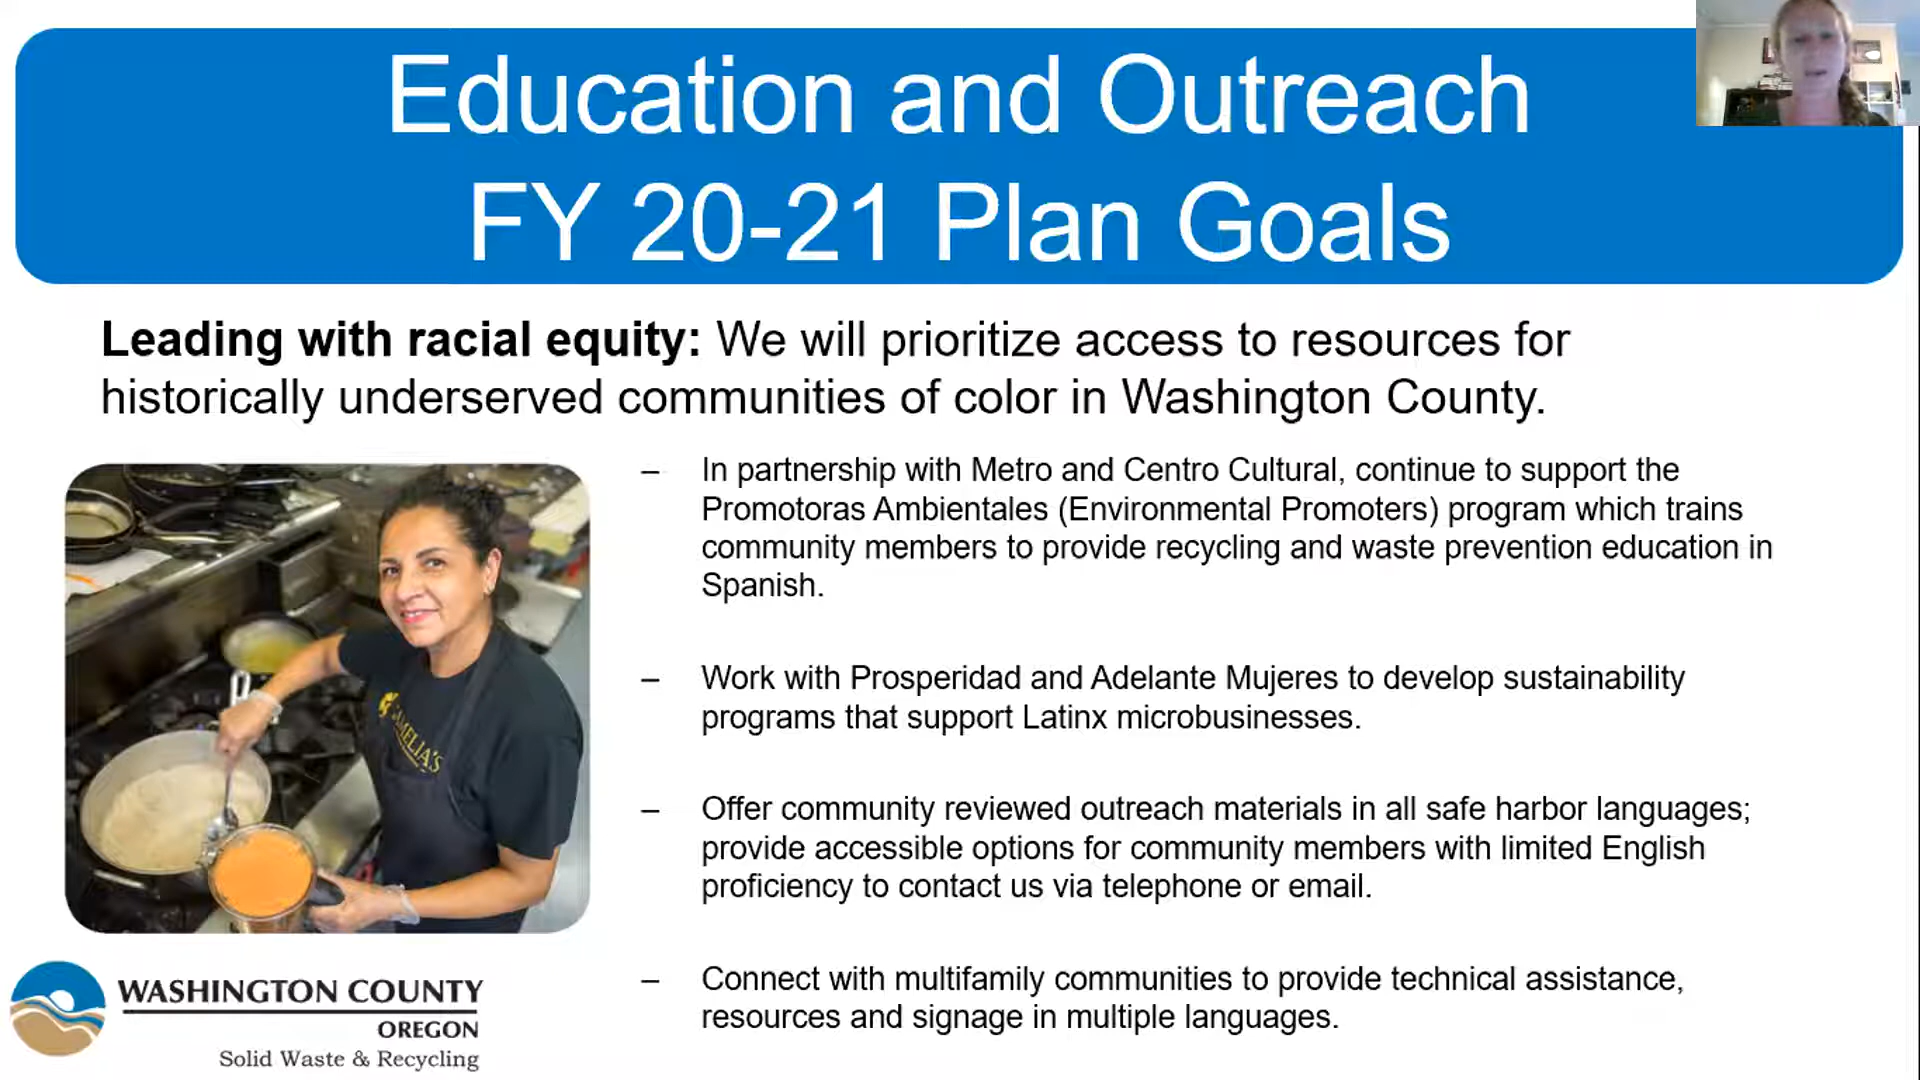 Education and Outreach
FY 20-21 Plan Goals
Leading with racial equity: We will prioritize access to resources for
historically underserved communities of color in Washington County.
– In partnership with Metro and Centro Cultural, continue to support the
Promotoras Ambientales (Environmental Promoters) program which trains
community members to provide recycling and waste prevention education in
Spanish.
– Work with Prosperidad and Adelante Mujeres to develop sustainability
programs that support Latinx microbusinesses.
– Offer community reviewed outreach materials in all safe harbor languages;
provide accessible options for community members with limited English
proficiency to contact us via telephone or email.
– Connect with multifamily communities to provide technical assistance,
resources and signage in multiple languages.
WASHINGTON COUNTY
OREGON
Solid Waste & Recycling